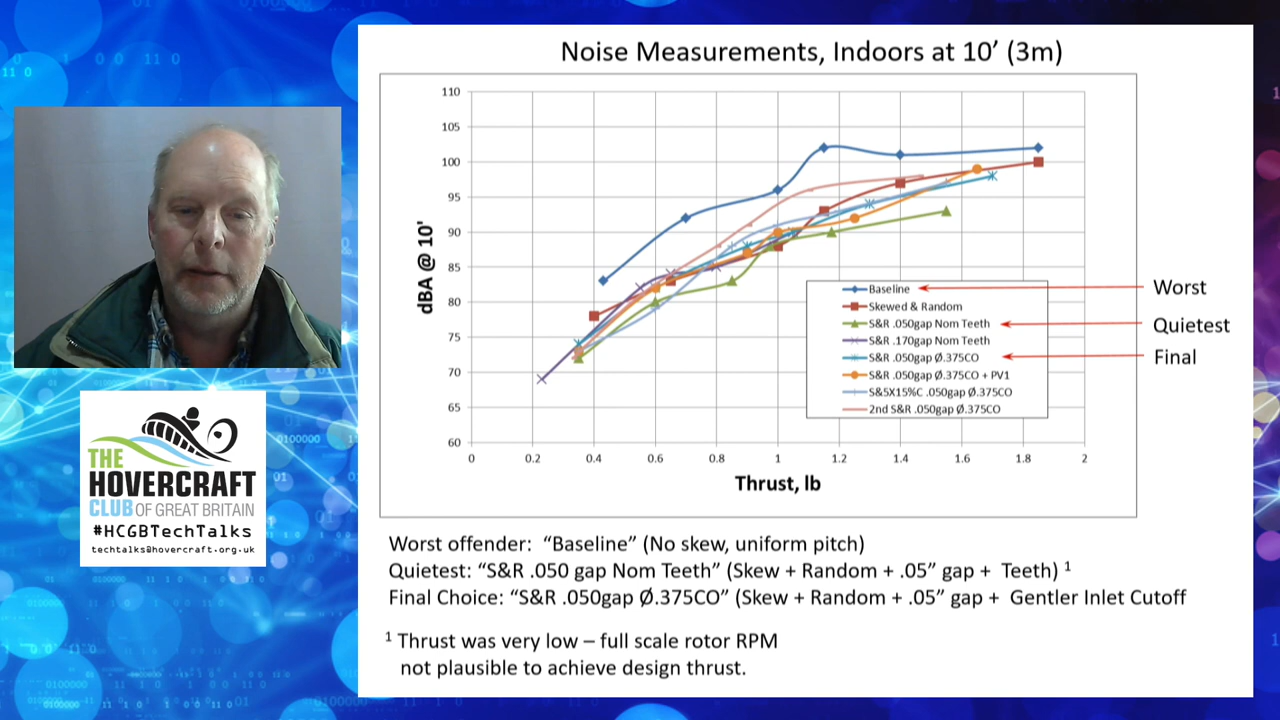 Noise Measurements, Indoors at 10’ (3m)
110
105
100
95
90
85
80
75
70
65
60
dBA @ 10'
0
0.2
0.4
0.6
0.8
1
1.2
1.4
1.6
1.8
2
Thrust, lb
Baseline
Skewed & Random
S&R .050gap Nom Teeth
S&R .170gap Nom Teeth
S&R .050gap Ø.375CO
S&R .050gap Ø.375CO + PV1
S&5X15%C .050gap Ø.375CO
2nd S&R .050gap Ø.375CO
Worst
Quietest
Final
Worst offender: “Baseline” (No skew, uniform pitch)
Quietest: “S&R .050 gap Nom Teeth” (Skew + Random + .05” gap + Teeth) 1
Final Choice: “S&R .050gap Ø.375CO” (Skew + Random + .05” gap + Gentler Inlet Cutoff
1 Thrust was very low – full scale rotor RPM
not plausible to achieve design thrust.
THE
HOVERCRAFT
CLUB OF GREAT BRITAIN
#HCGBTechTalks
techtalks@hovercraft.org.uk